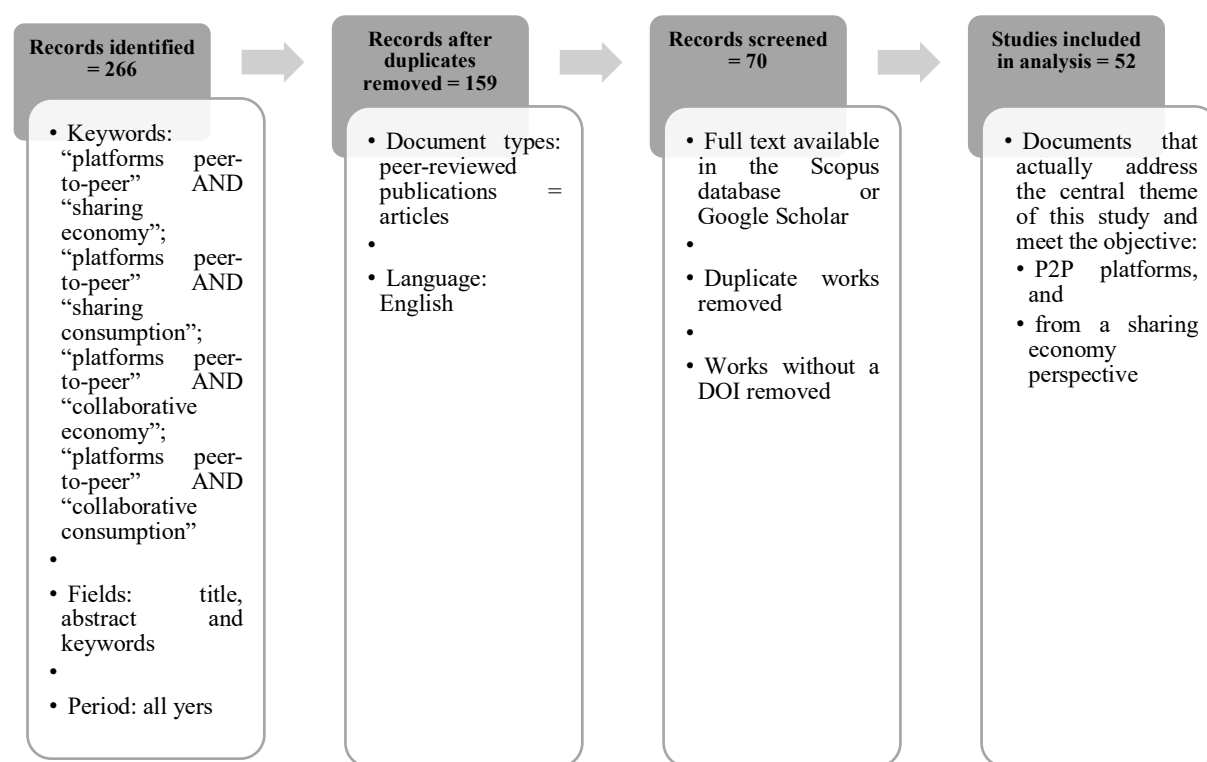 Records identified
= 266
• Keywords:
“platforms peer-
to-peer” AND
“sharing
economy”;
“platforms peer-
to-peer” AND
“sharing
consumption”;
“platforms peer-
to-peer” AND
“collaborative
economy”;
“platforms peer-
to-peer” AND
“collaborative
consumption”
•
• Fields: title,
abstract and
keywords
•
• Period: all yers
Records after
duplicates
removed = 159
• Document types:
peer-reviewed
publications =
articles
•
• Language:
English
Records screened
= 70
• Full text available
in the Scopus
database or
Google Scholar
•
• Duplicate works
removed
•
• Works without a
DOI removed
Studies included
in analysis = 52
• Documents that
actually address
the central theme
of this study and
meet the objective:
• P2P platforms,
and
• from a sharing
economy
perspective